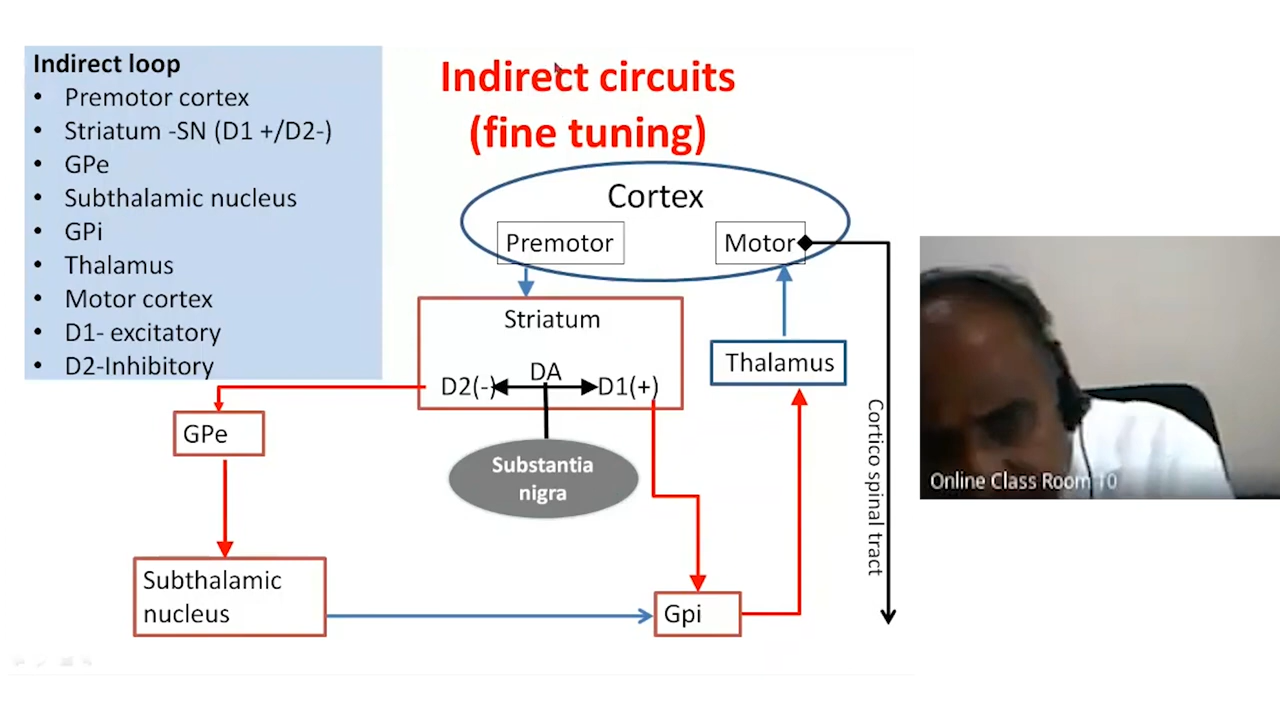 Indirect loop
• Premotor cortex
• Striatum -SN (D1 +/D2-)
• GPe
• Subthalamic nucleus
• GPi
• Thalamus
• Motor cortex
• D1- excitatory
• D2-Inhibitory
Indirect circuits
(fine tuning)
Cortex
Premotor
Motor
Striatum
DA
D2(-)
D1(+)
Thalamus
GPe
Substantia
nigra
Cortico spinal tract
Subthalamic
nucleus
Gpi
Online Class Room 10